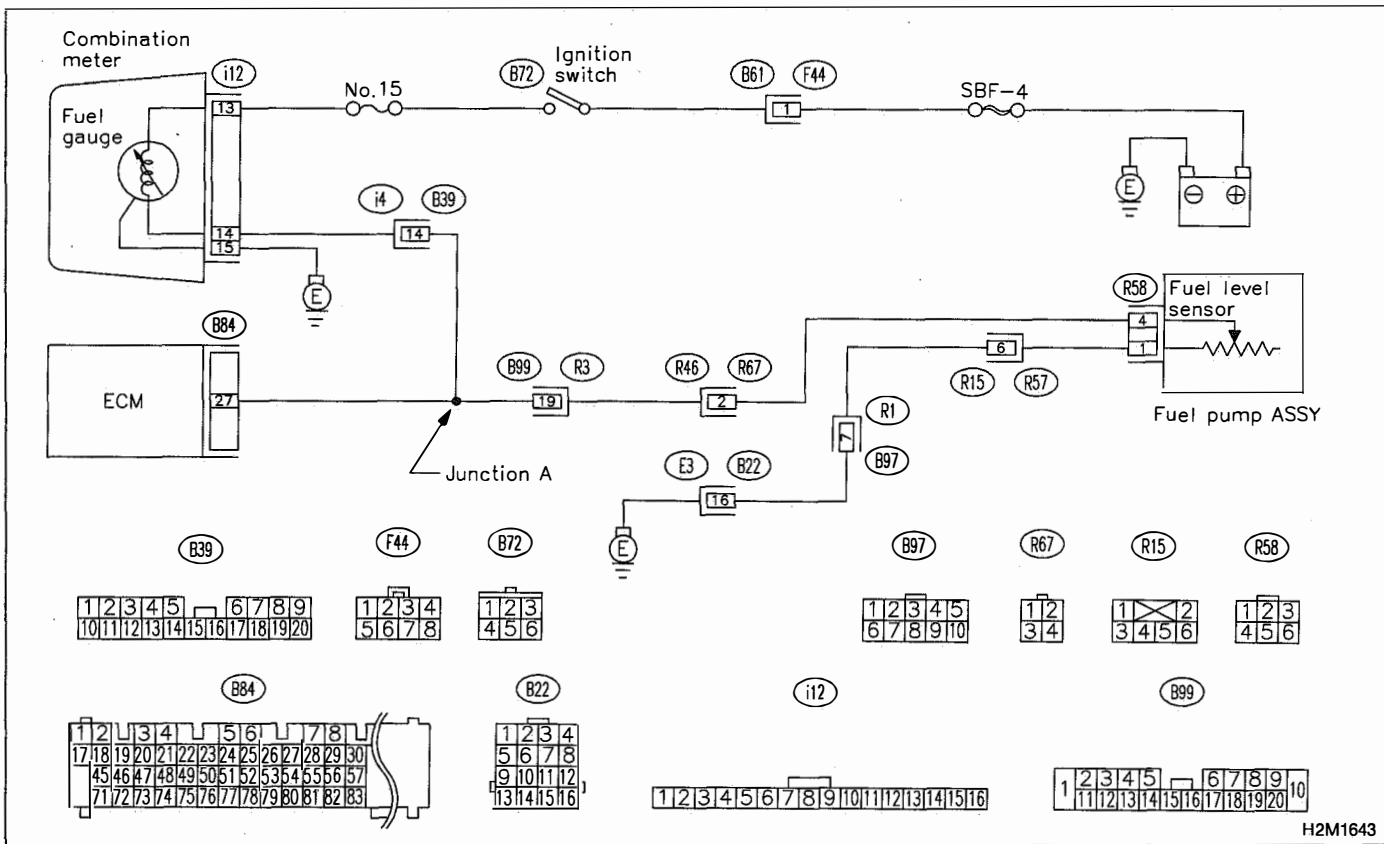 Combination
meter
i12
No.15
B72
Ignition
switch
B61
F44
SBF-4
13
1
Fuel
gauge
E
⊖ ⊕
i4
B39
14
14
15
E
R58
Fuel level
sensor
4
1
B84
6
B99
R3
R46
R67
R15
R57
ECM
27
19
2
Fuel pump ASSY
R1
7
B97
Junction A
E3
B22
16
E
B39
1 2 3 4 5 6 7 8 9
10 11 12 13 14 15 16 17 18 19 20
F44
1 2 3 4
5 6 7 8
B72
1 2 3
4 5 6
B97
1 2 3 4 5
6 7 8 9 10
R67
1 2
3 4
R15
1 2
3 4 5 6
R58
1 2 3
4 5 6
B84
1 2 3 4 5 6 7 8
17 18 19 20 21 22 23 24 25 26 27 28 29 30
45 46 47 48 49 50 51 52 53 54 55 56 57
71 72 73 74 75 76 77 78 79 80 81 82 83
B22
1 2 3 4
5 6 7 8
9 10 11 12
13 14 15 16
i12
1 2 3 4 5 6 7 8 9 10 11 12 13 14 15 16
B99
1 2 3 4 5 6 7 8 9 10
11 12 13 14 15 16 17 18 19 20
H2M1643